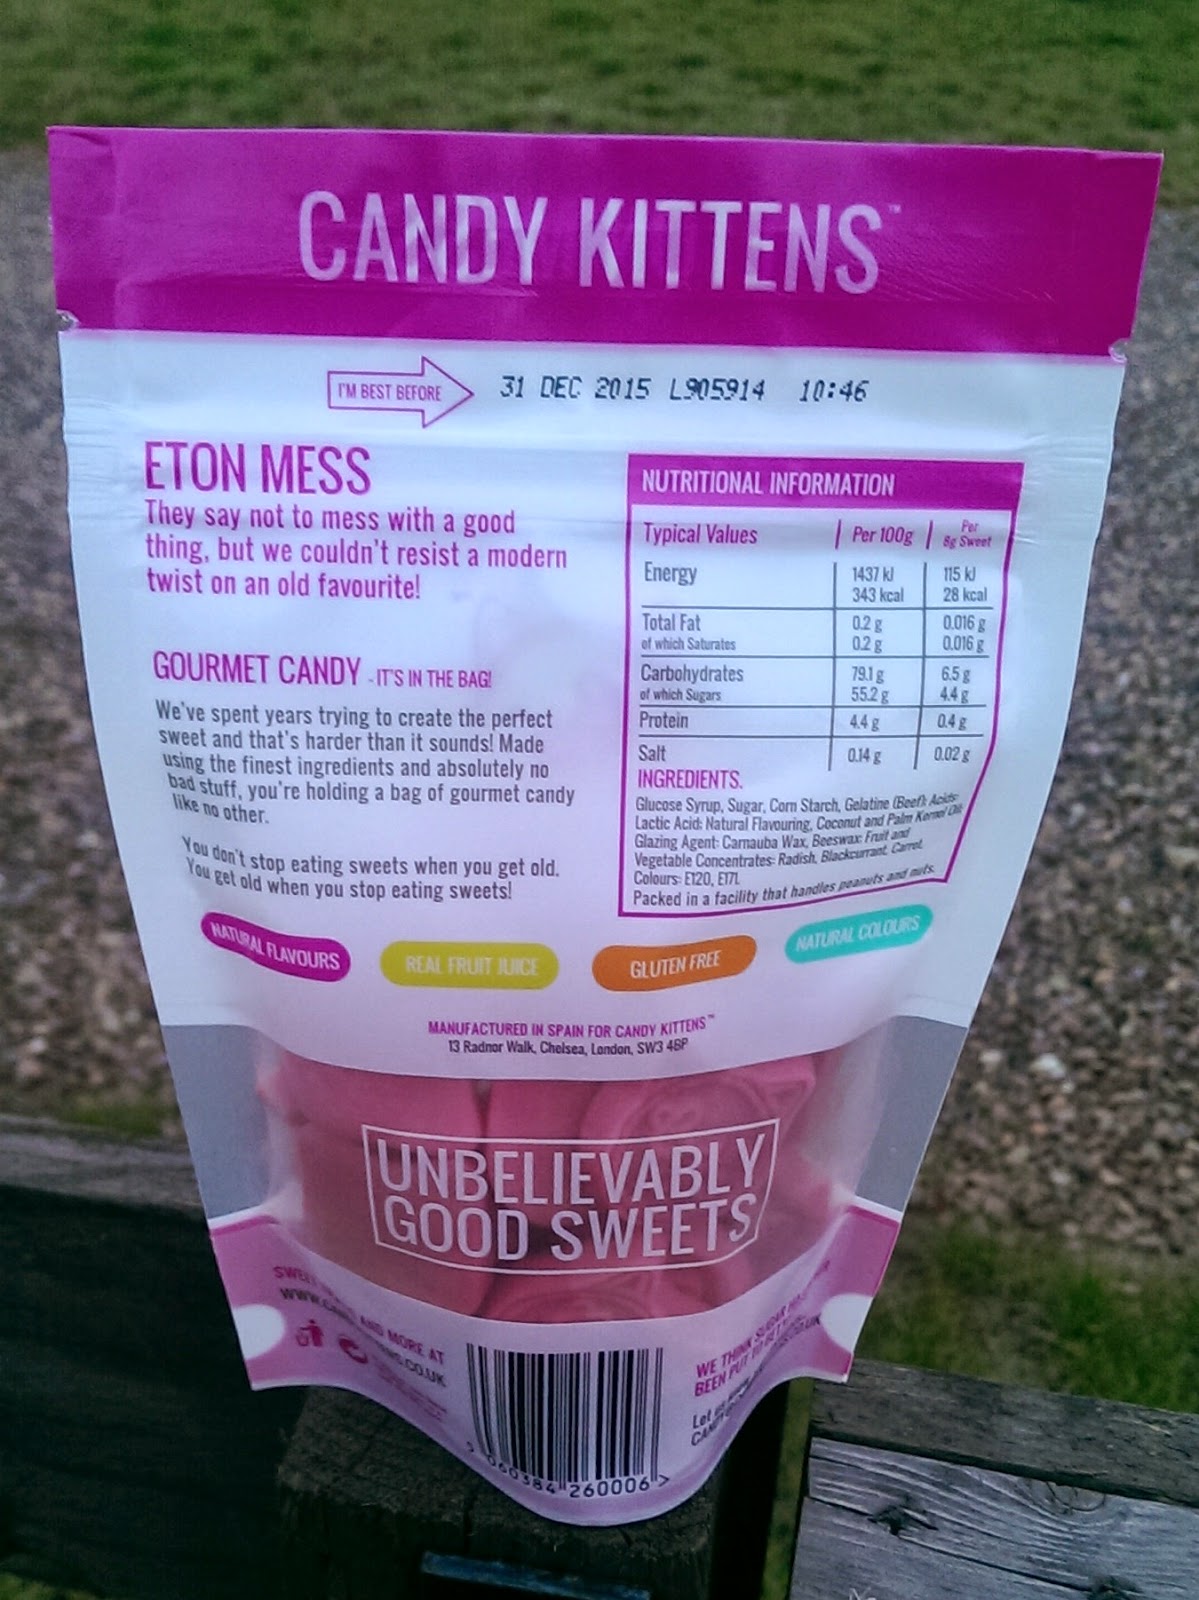 CANDY KITTENS™
I'M BEST BEFORE
31 DEC 2015 L905914 10:46
ETON MESS
They say not to mess with a good
thing, but we couldn't resist a modern
twist on an old favourite!
GOURMET CANDY - IT'S IN THE BAG!
We've spent years trying to create the perfect
sweet and that's harder than it sounds! Made
using the finest ingredients and absolutely no
bad stuff, you're holding a bag of gourmet candy
like no other.
You don't stop eating sweets when you get old.
You get old when you stop eating sweets!
NUTRITIONAL INFORMATION
Typical Values Per 100g Per 8g Sweet
Energy 1437 kJ 115 kJ
343 kcal 28 kcal
Total Fat 0.2 g 0.016 g
of which Saturates 0.2 g 0.016 g
Carbohydrates 79.1 g 6.5 g
of which Sugars 55.2 g 4.4 g
Protein 4.4 g 0.4 g
Salt 0.14 g 0.02 g
INGREDIENTS.
Glucose Syrup, Sugar, Corn Starch, Gelatine (Beef); Acids:
Lactic Acid; Natural Flavouring, Coconut and Palm Kernel Oil;
Glazing Agent: Carnauba Wax, Beeswax; Fruit and
Vegetable Concentrates: Radish, Blackcurrant, Carrot.
Colours: E120, E171.
Packed in a facility that handles peanuts and nuts.
NATURAL FLAVOURS
REAL FRUIT JUICE
GLUTEN FREE
NATURAL COLOURS
MANUFACTURED IN SPAIN FOR CANDY KITTENS™
13 Radnor Walk, Chelsea, London, SW3 4BP
UNBELIEVABLY
GOOD SWEETS
AND MORE AT
.CO.UK
WE THINK SUGAR
BEEN PUT TO
Let
5 060384 260006 >